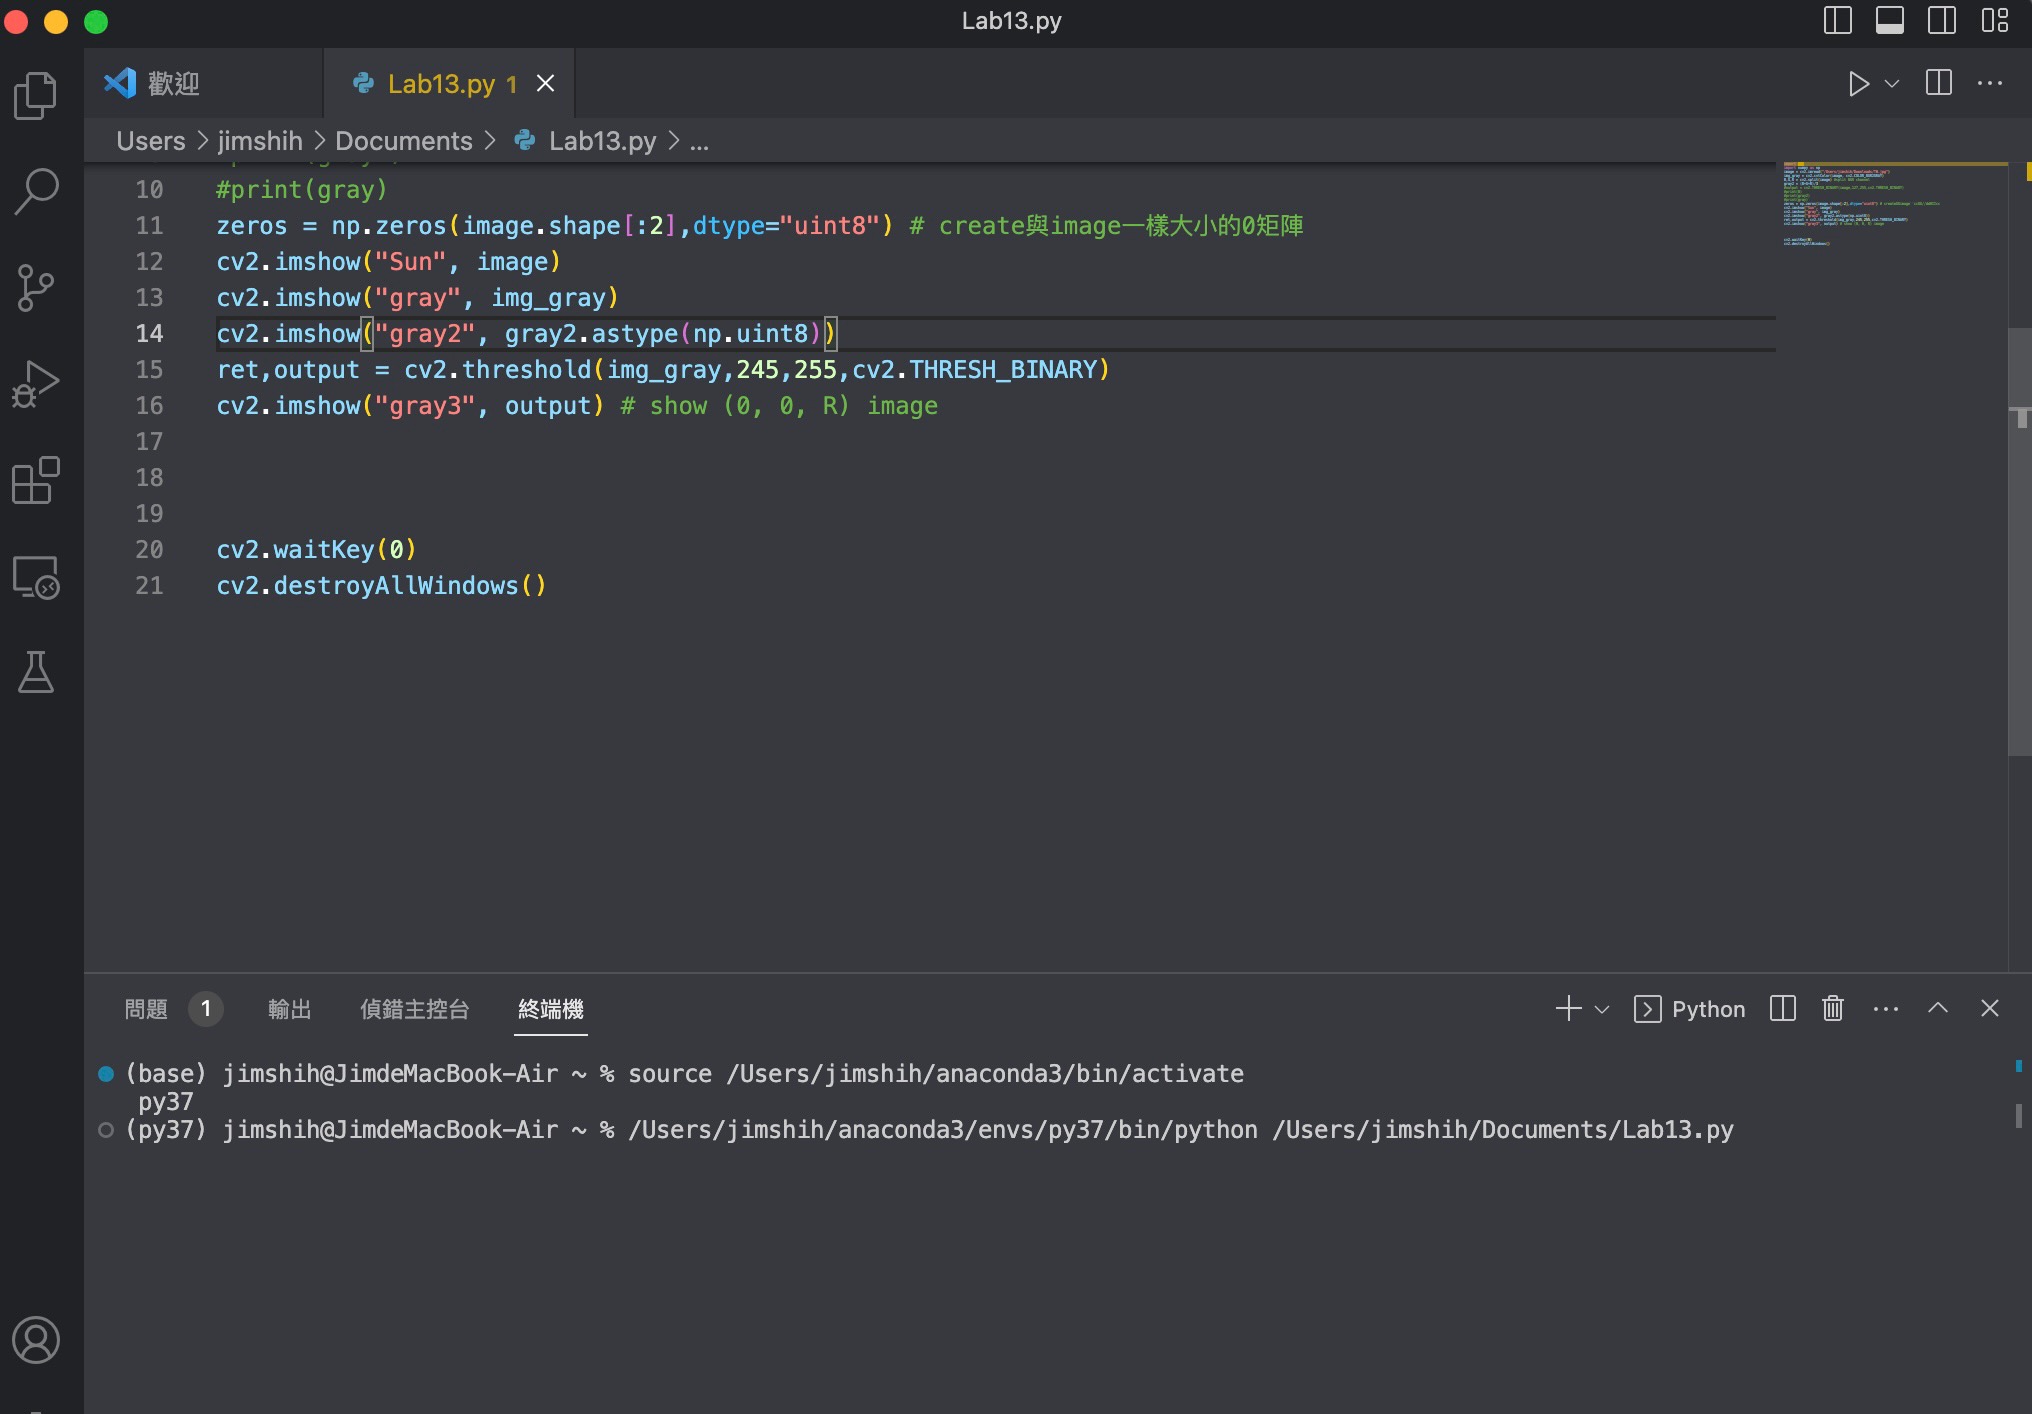 Lab13.py
歡迎
Lab13.py 1
Users > jimshih > Documents > Lab13.py > ...
10 #print(gray)
11 zeros = np.zeros(image.shape[:2],dtype="uint8") # create與image一樣大小的0矩陣
12 cv2.imshow("Sun", image)
13 cv2.imshow("gray", img_gray)
14 cv2.imshow("gray2", gray2.astype(np.uint8))
15 ret,output = cv2.threshold(img_gray,245,255,cv2.THRESH_BINARY)
16 cv2.imshow("gray3", output) # show (0, 0, R) image
17
18
19
20 cv2.waitKey(0)
21 cv2.destroyAllWindows()
問題 1 輸出 偵錯主控台 終端機
Python
(base) jimshih@JimdeMacBook-Air ~ % source /Users/jimshih/anaconda3/bin/activate
py37
(py37) jimshih@JimdeMacBook-Air ~ % /Users/jimshih/anaconda3/envs/py37/bin/python /Users/jimshih/Documents/Lab13.py